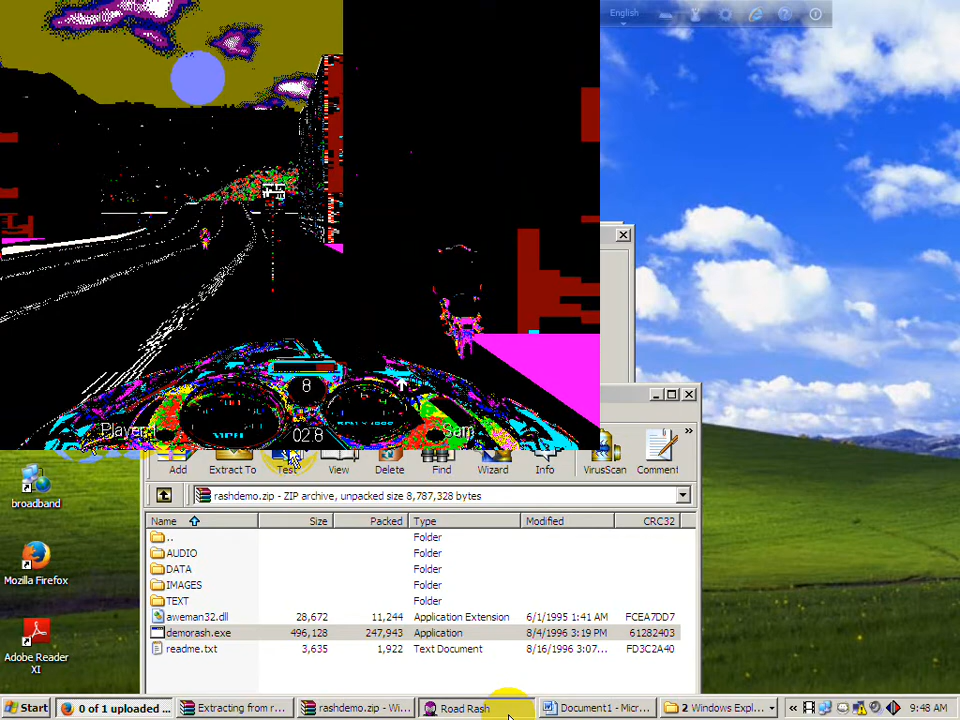 English
8
Player1
Sam
MPH
02.8
Add
Extract To
Test
View
Delete
Find
Wizard
Info
VirusScan
Comment
»
rashdemo.zip - ZIP archive, unpacked size 8,787,328 bytes
Name Size Packed Type Modified CRC32
.. Folder
AUDIO Folder
DATA Folder
IMAGES Folder
TEXT Folder
aweman32.dll 28,672 11,244 Application Extension 6/1/1995 1:41 AM FCEA7DD7
demorash.exe 496,128 247,943 Application 8/4/1996 3:19 PM 61282403
readme.txt 3,635 1,922 Text Document 8/16/1996 3:07... FD3C2A40
broadband
Mozilla Firefox
Adobe Reader
XI
Start
0 of 1 uploaded ...
Extracting from r...
rashdemo.zip - Wi...
Road Rash
Document1 - Micr...
2 Windows Expl...
«
9:48 AM